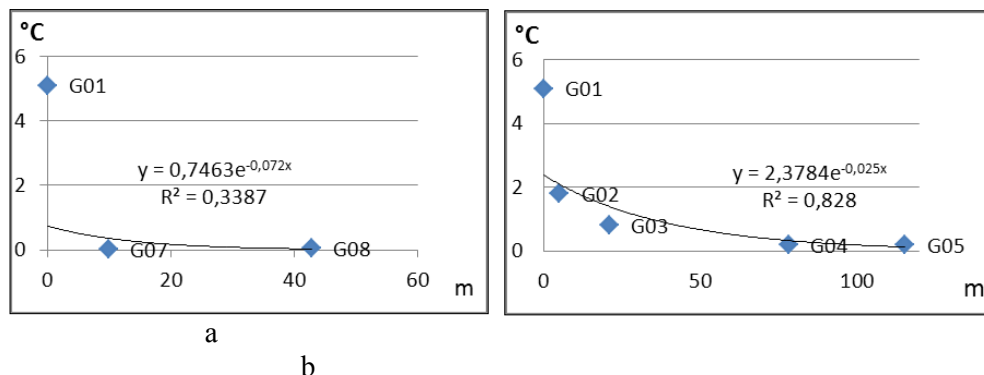 °C
6
4
2
0
G01
y = 0,7463e^-0,072x
R² = 0,3387
G07
G08
0 20 40 60
m
°C
6
4
2
0
G01
y = 2,3784e^-0,025x
R² = 0,828
G02
G03
G04
G05
0 50 100
m
a
b